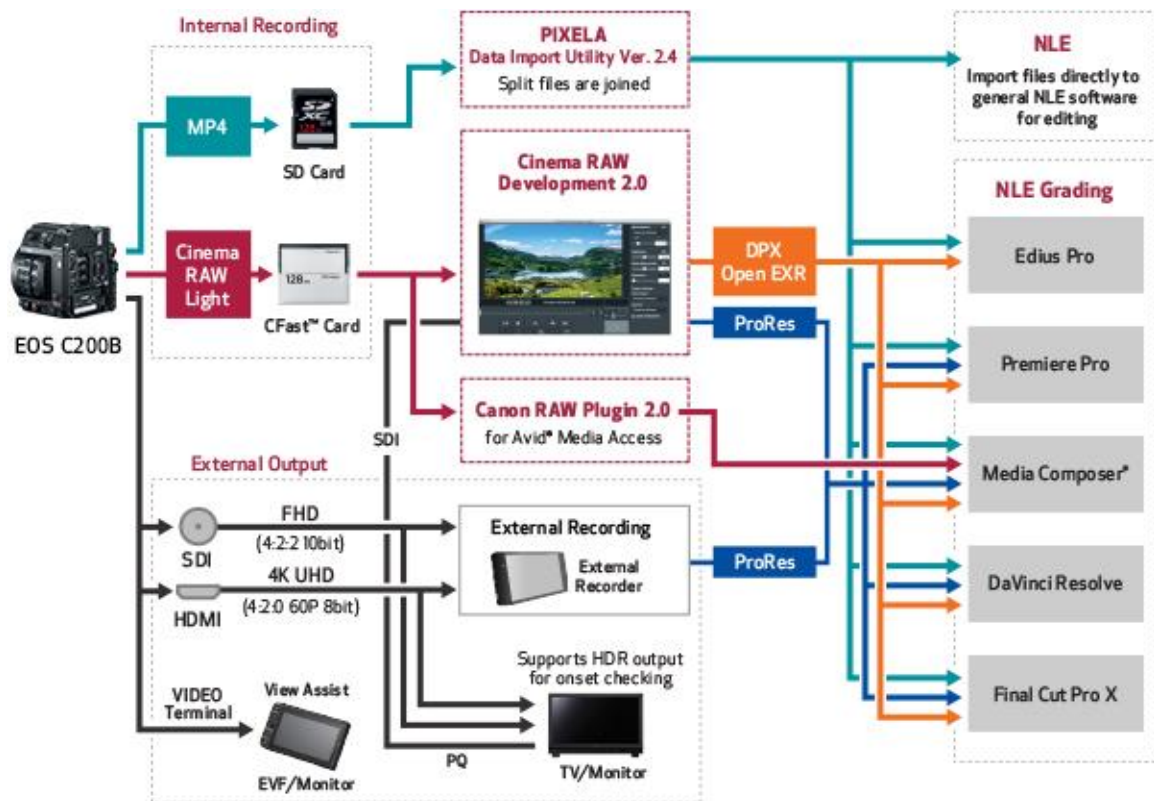 Internal Recording
MP4
SD Card
EOS C200B
Cinema
RAW
Light
128
CFast™ Card
PIXELA
Data Import Utility Ver. 2.4
Split files are joined
Cinema RAW
Development 2.0
DPX
Open EXR
ProRes
Canon RAW Plugin 2.0
for Avid® Media Access
SDI
External Output
SDI
FHD
(4:2:2 10bit)
HDMI
4K UHD
(4:2:0 60P 8bit)
External Recording
External
Recorder
ProRes
VIDEO
Terminal
View Assist
EVF/Monitor
Supports HDR output
for onset checking
PQ
TV/Monitor
NLE
Import files directly to
general NLE software
for editing
NLE Grading
Edius Pro
Premiere Pro
Media Composer®
DaVinci Resolve
Final Cut Pro X